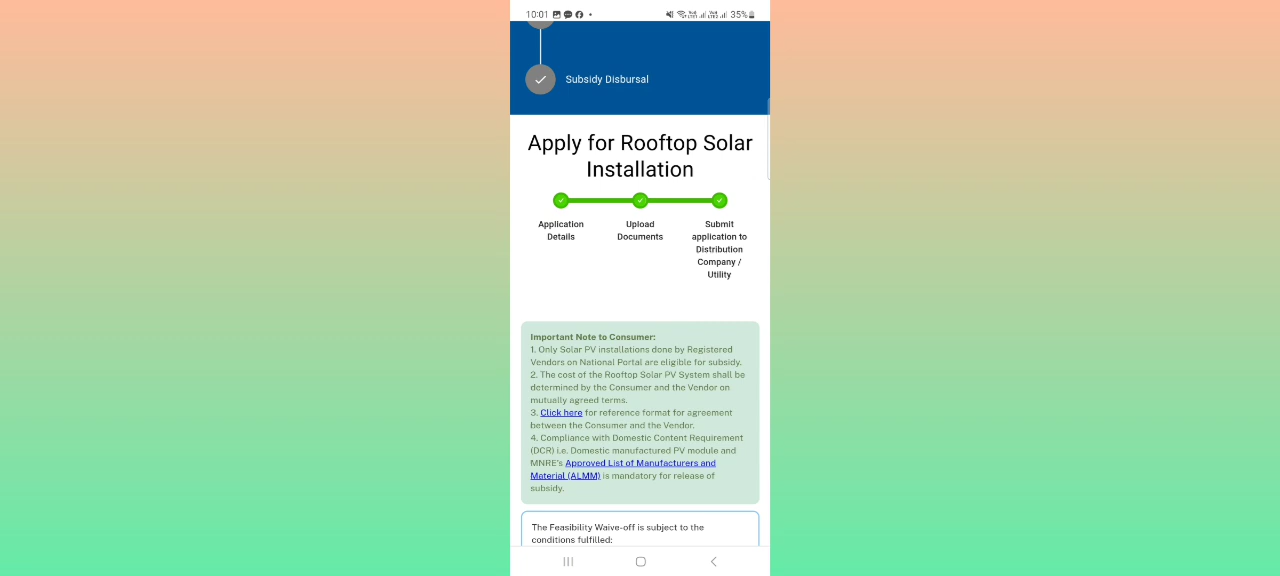 10:01
35%
Subsidy Disbursal
Apply for Rooftop Solar
Installation
Application
Details
Upload
Documents
Submit
application to
Distribution
Company /
Utility
Important Note to Consumer:
1. Only Solar PV installations done by Registered
Vendors on National Portal are eligible for subsidy.
2. The cost of the Rooftop Solar PV System shall be
determined by the Consumer and the Vendor on
mutually agreed terms.
3. Click here for reference format for agreement
between the Consumer and the Vendor.
4. Compliance with Domestic Content Requirement
(DCR) i.e. Domestic manufactured PV module and
MNRE's Approved List of Manufacturers and
Material (ALMM) is mandatory for release of
subsidy.
The Feasibility Waive-off is subject to the
conditions fulfilled: